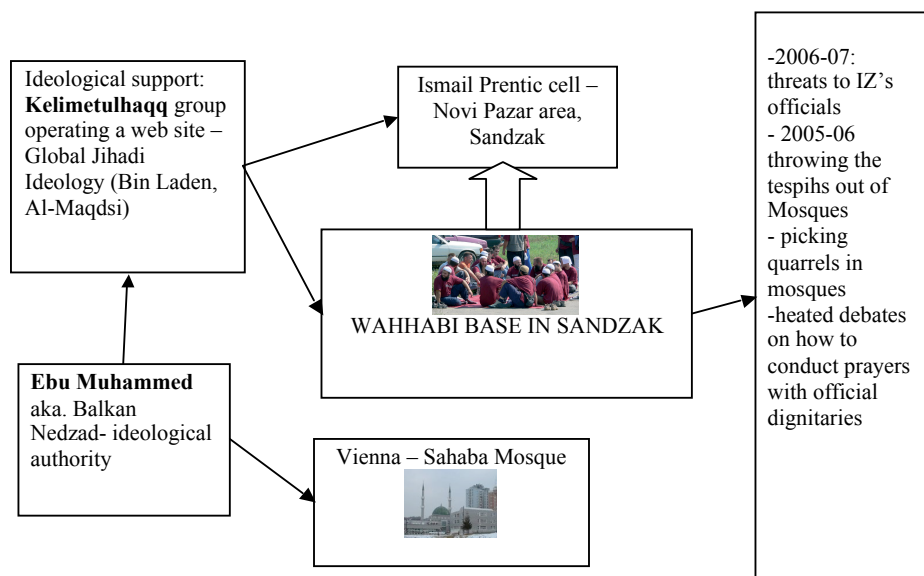 Ideological support:
Kelimetulhaqq group
operating a web site –
Global Jihadi
Ideology (Bin Laden,
Al-Maqdsi)
Ismail Prentic cell –
Novi Pazar area,
Sandzak
WAHHABI BASE IN SANDZAK
Ebu Muhammed
aka. Balkan
Nedzad- ideological
authority
Vienna – Sahaba Mosque
-2006-07:
threats to IZ’s
officials
- 2005-06
throwing the
tespihs out of
Mosques
- picking
quarrels in
mosques
-heated debates
on how to
conduct prayers
with official
dignitaries